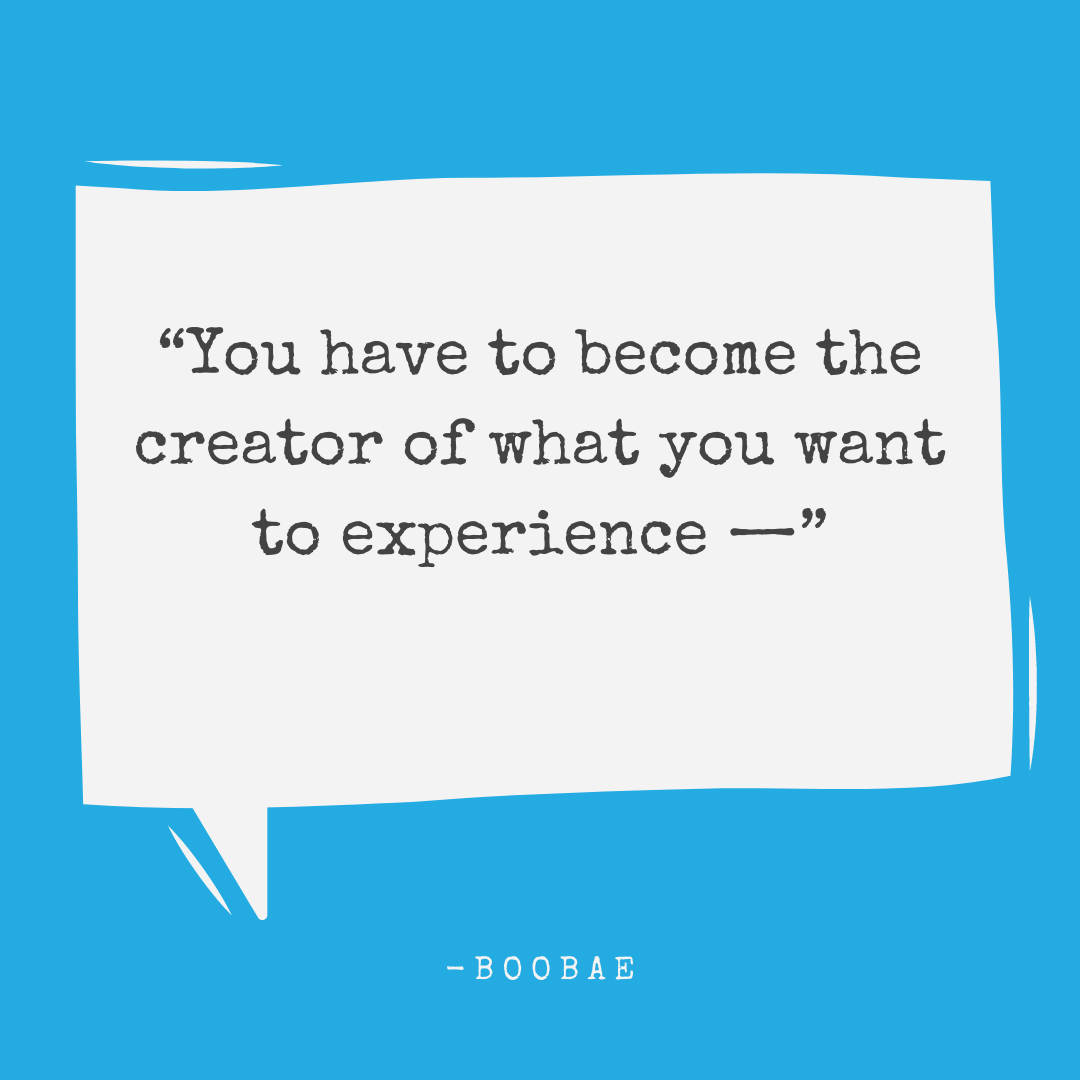 “You have to become the
creator of what you want
to experience —”
–BOOBAE